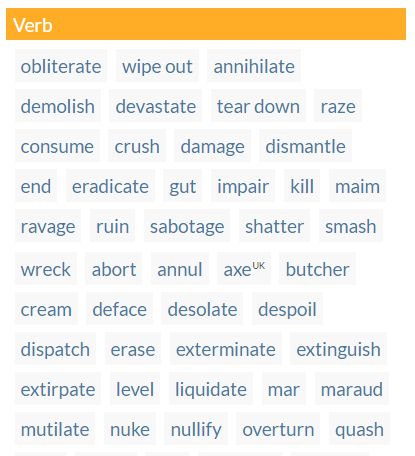 Verb
obliterate wipe out annihilate
demolish devastate tear down raze
consume crush damage dismantle
end eradicate gut impair kill maim
ravage ruin sabotage shatter smash
wreck abort annul axe UK butcher
cream deface desolate despoil
dispatch erase exterminate extinguish
extirpate level liquidate mar maraud
mutilate nuke nullify overturn quash